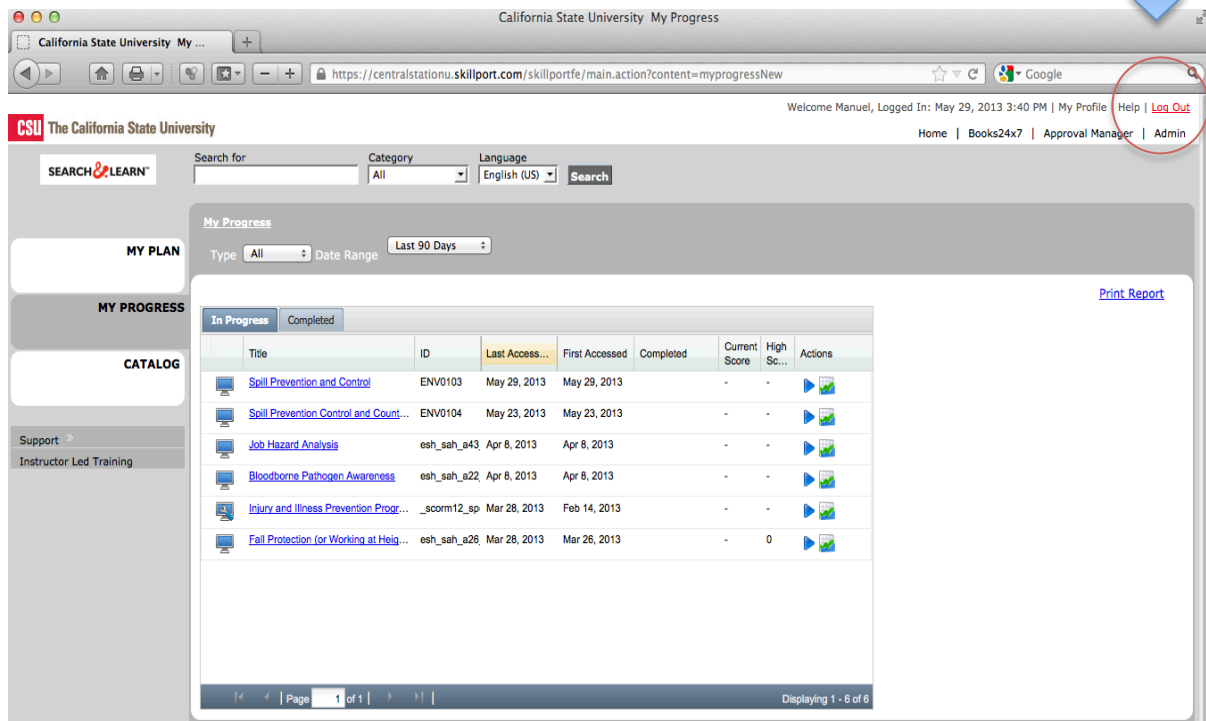 California State University My Progress
California State University My ...
https://centralstationu.skillport.com/skillportfe/main.action?content=myprogressNew
Google
Welcome Manuel, Logged In: May 29, 2013 3:40 PM | My Profile | Help | Log Out
CSU The California State University
Home | Books24x7 | Approval Manager | Admin
SEARCH & LEARN™
Search for Category Language
All English (US) Search
My Progress
Type All Date Range Last 90 Days
MY PLAN
MY PROGRESS
CATALOG
Support »
Instructor Led Training
Print Report
In Progress Completed
Title ID Last Access... First Accessed Completed Current Score High Sc... Actions
Spill Prevention and Control ENV0103 May 29, 2013 May 29, 2013 - -
Spill Prevention Control and Count... ENV0104 May 23, 2013 May 23, 2013 - -
Job Hazard Analysis esh_sah_a43 Apr 8, 2013 Apr 8, 2013 - -
Bloodborne Pathogen Awareness esh_sah_a22 Apr 8, 2013 Apr 8, 2013 - -
Injury and Illness Prevention Progr... _scorm12_sp Mar 28, 2013 Feb 14, 2013 - -
Fall Protection (or Working at Heig... esh_sah_a26 Mar 28, 2013 Mar 26, 2013 - 0
Page 1 of 1
Displaying 1 - 6 of 6